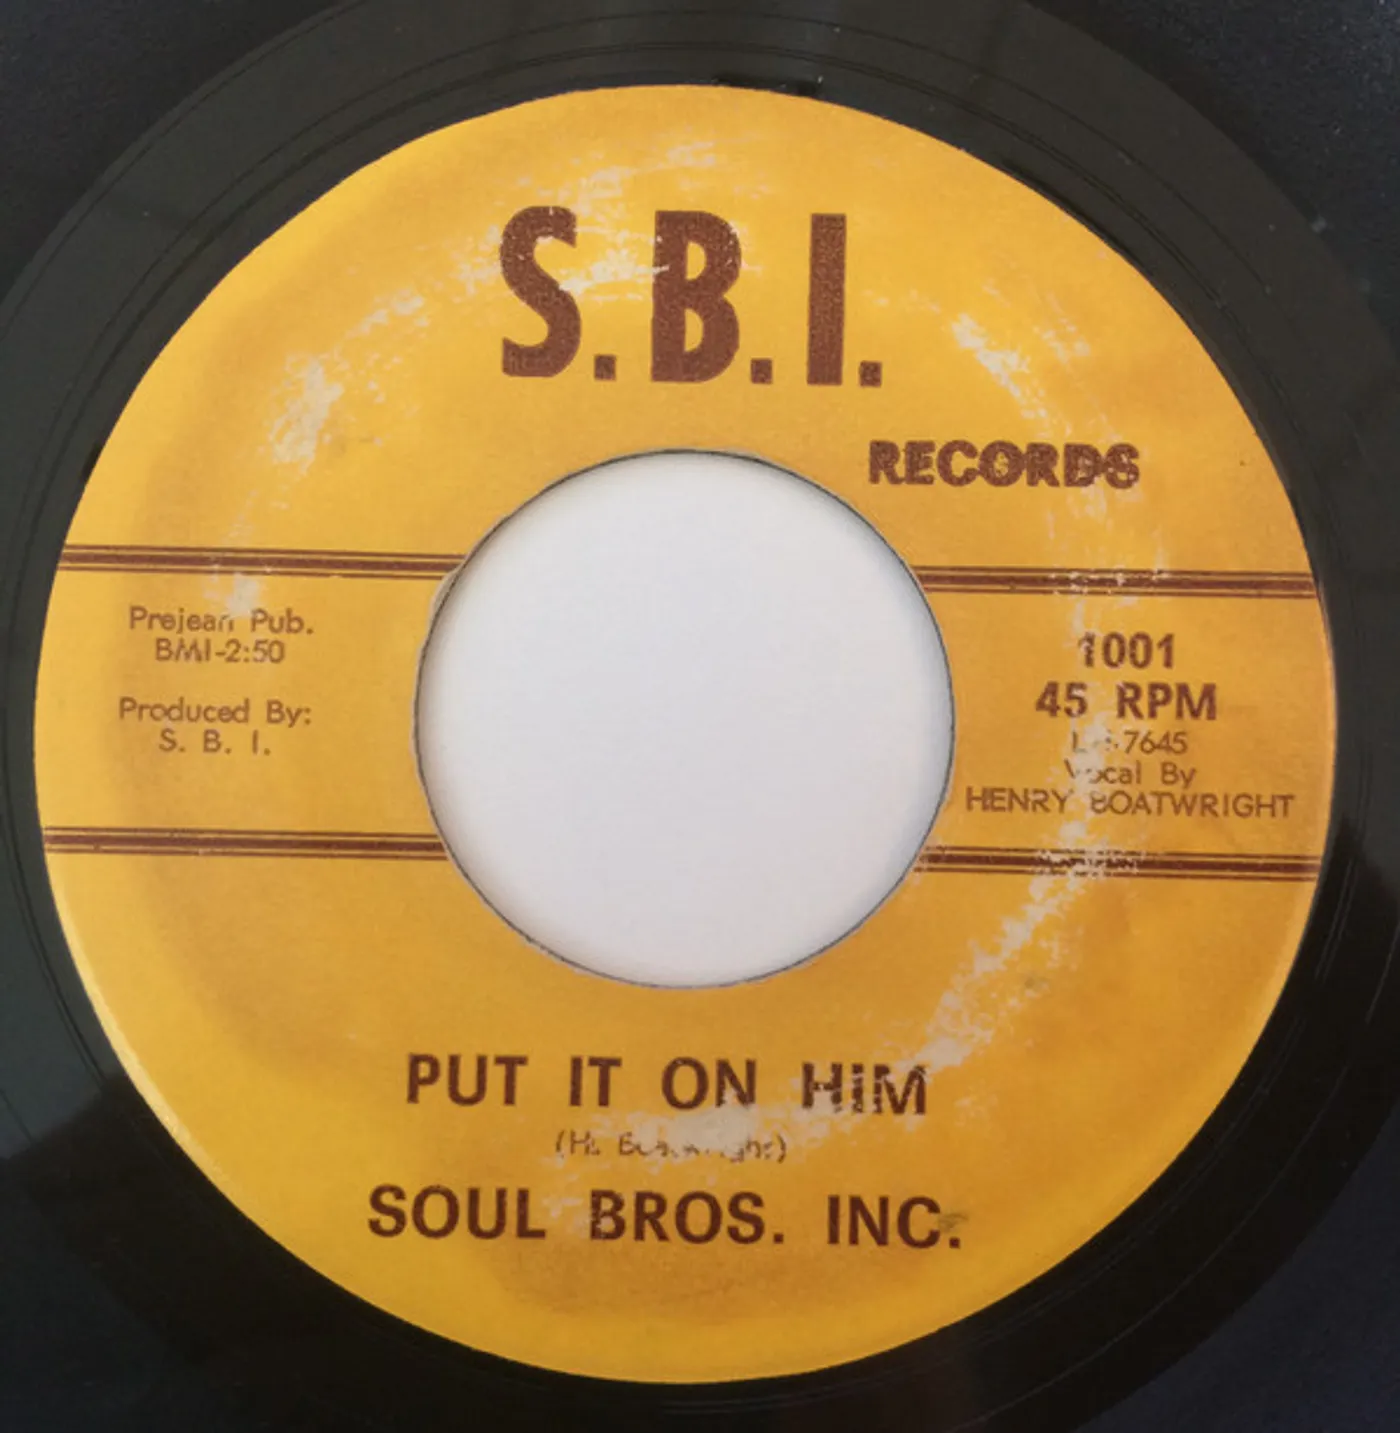 S.B.I.
RECORDS
Prejean Pub.
BMI-2:50
Produced By:
S. B. I.
1001
45 RPM
7645
Vocal By
HENRY BOATWRIGHT
PUT IT ON HIM
SOUL BROS. INC.